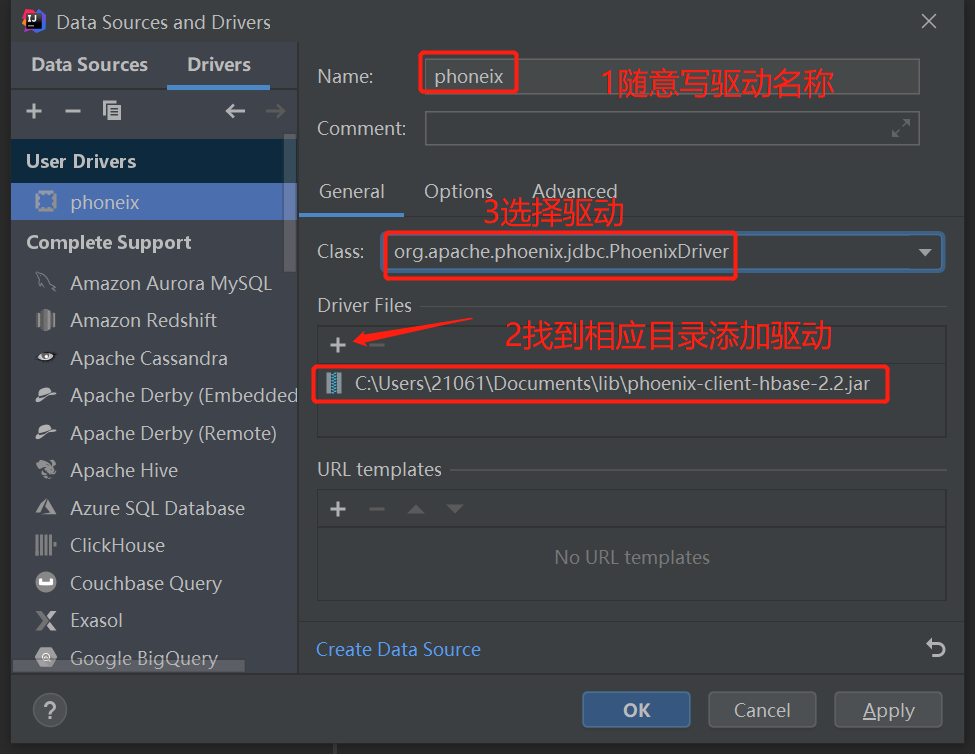 Data Sources and Drivers
Data Sources
Drivers
User Drivers
phoneix
Complete Support
Amazon Aurora MySQL
Amazon Redshift
Apache Cassandra
Apache Derby (Embedded
Apache Derby (Remote)
Apache Hive
Azure SQL Database
ClickHouse
Couchbase Query
Exasol
Google BigQuery
Name:
phoneix
1随意写驱动名称
Comment:
General
Options
Advanced
3选择驱动
Class:
org.apache.phoenix.jdbc.PhoenixDriver
Driver Files
2找到相应目录添加驱动
C:\Users\21061\Documents\lib\phoenix-client-hbase-2.2.jar
URL templates
No URL templates
Create Data Source
?
OK
Cancel
Apply